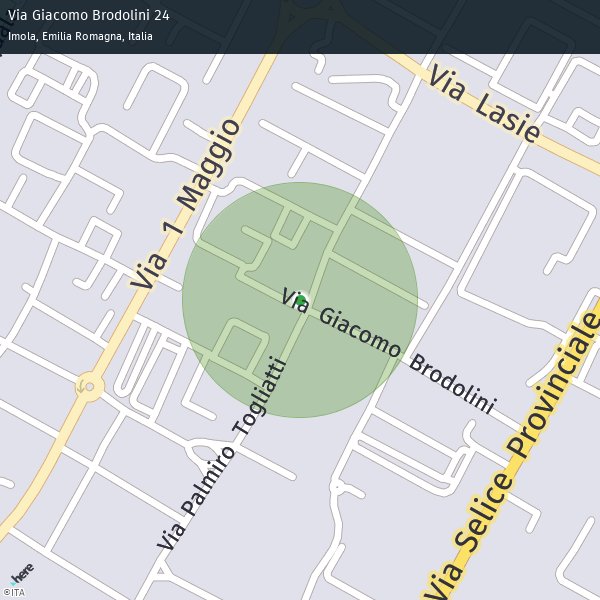 Via Giacomo Brodolini 24
Imola, Emilia Romagna, Italia
Via Lasie
Via 1 Maggio
Via Giacomo Brodolini
Via Palmiro Togliatti
Via Selice Provinciale
here
©ITA